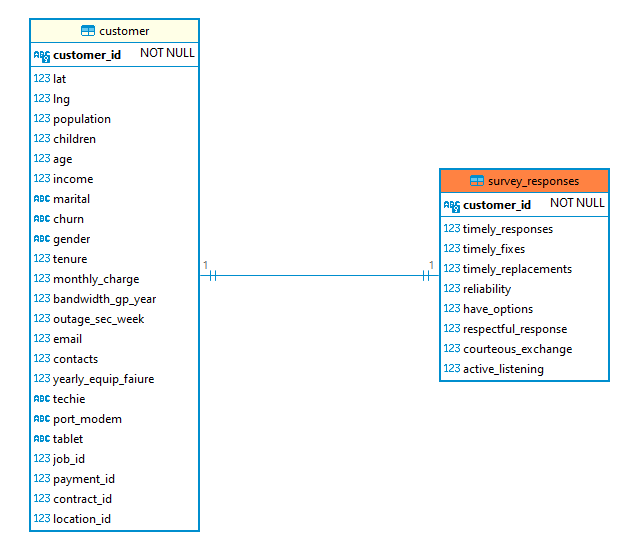 customer
ABC customer_id NOT NULL
123 lat
123 lng
123 population
123 children
123 age
123 income
ABC marital
ABC churn
ABC gender
123 tenure
123 monthly_charge
123 bandwidth_gp_year
123 outage_sec_week
123 email
123 contacts
123 yearly_equip_faiure
ABC techie
ABC port_modem
ABC tablet
123 job_id
123 payment_id
123 contract_id
123 location_id
1 1
survey_responses
ABC customer_id NOT NULL
123 timely_responses
123 timely_fixes
123 timely_replacements
123 reliability
123 have_options
123 respectful_response
123 courteous_exchange
123 active_listening